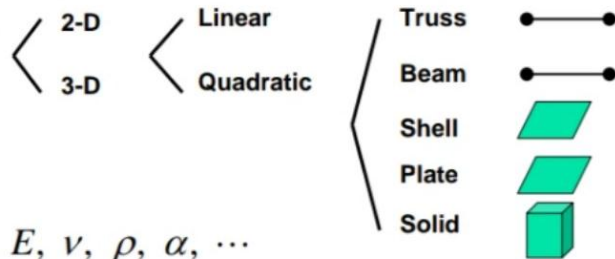 2-D
3-D
Linear
Quadratic
Truss
Beam
Shell
Plate
Solid
E, ν, ρ, α, ⋯